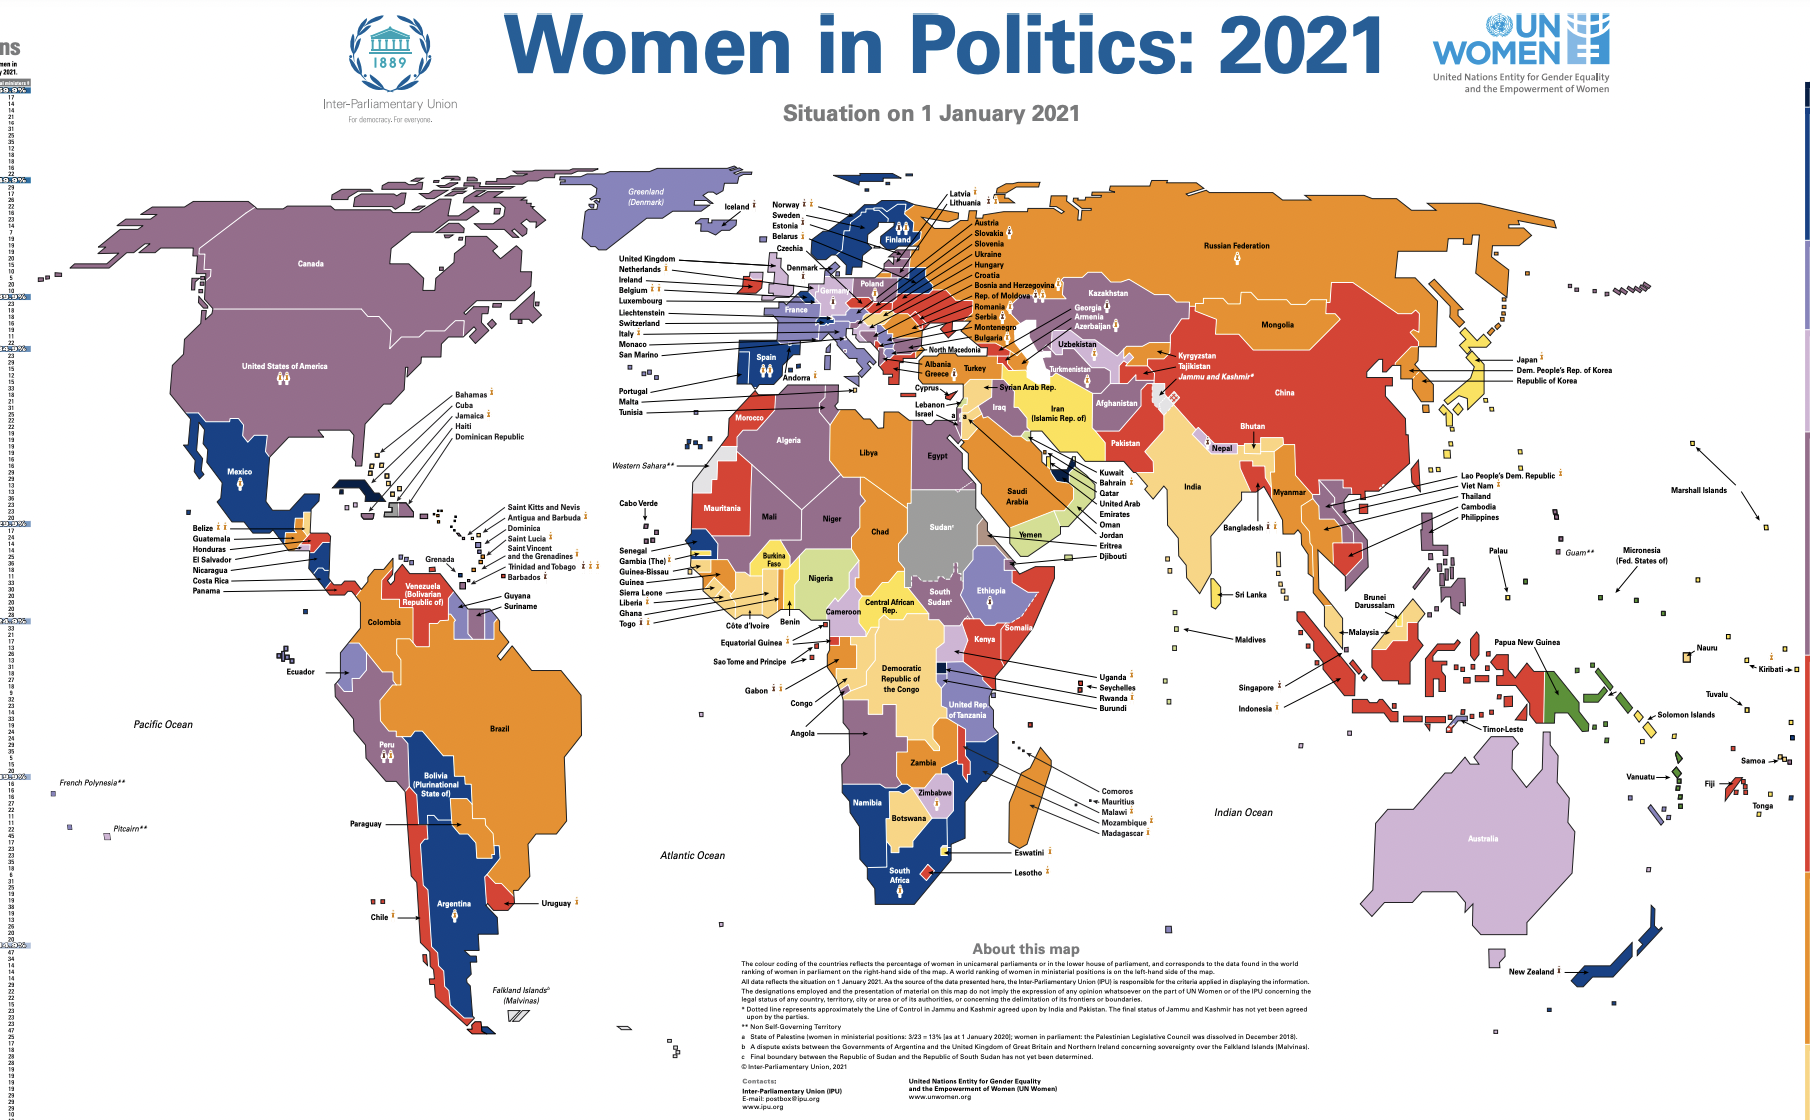 ns
men in
y 2021.
1889
Inter-Parliamentary Union
For democracy. For everyone.
Women in Politics: 2021
Situation on 1 January 2021
UN
WOMEN
United Nations Entity for Gender Equality
and the Empowerment of Women
Greenland
(Denmark)
Iceland
Norway
Sweden
Estonia
Belarus
Czechia
Denmark
Finland
Latvia
Lithuania
Austria
Slovakia
Slovenia
Ukraine
Hungary
Croatia
Bosnia and Herzegovina
Rep. of Moldova
Romania
Serbia
Montenegro
Bulgaria
North Macedonia
Albania
Greece
Turkey
United Kingdom
Netherlands
Ireland
Belgium
Luxembourg
Liechtenstein
Switzerland
Italy
Monaco
San Marino
Portugal
Malta
Tunisia
Germany
Poland
France
Spain
Andorra
Russian Federation
Kazakhstan
Georgia
Armenia
Azerbaijan
Uzbekistan
Turkmenistan
Mongolia
Kyrgyzstan
Tajikistan
Jammu and Kashmir*
China
Japan
Dem. People's Rep. of Korea
Republic of Korea
Canada
United States of America
Mexico
Bahamas
Cuba
Jamaica
Haiti
Dominican Republic
Belize
Guatemala
Honduras
El Salvador
Nicaragua
Costa Rica
Panama
Saint Kitts and Nevis
Antigua and Barbuda
Dominica
Saint Lucia
Saint Vincent
and the Grenadines
Trinidad and Tobago
Barbados
Grenada
Guyana
Suriname
Venezuela
(Bolivarian
Republic of)
Colombia
Ecuador
Peru
Brazil
Bolivia
(Plurinational
State of)
Paraguay
Argentina
Chile
Uruguay
Falkland Islandsᵇ
(Malvinas)
Pacific Ocean
French Polynesia**
Pitcairn**
Atlantic Ocean
Indian Ocean
Morocco
Algeria
Libya
Egypt
Western Sahara**
Mauritania
Mali
Niger
Chad
Sudanᶜ
Cabo Verde
Senegal
Gambia (The)
Guinea-Bissau
Guinea
Sierra Leone
Liberia
Ghana
Togo
Côte d'Ivoire
Benin
Burkina
Faso
Nigeria
Cameroon
Central African
Rep.
South
Sudanᶜ
Ethiopia
Somalia
Kenya
Equatorial Guinea
Sao Tome and Principe
Gabon
Congo
Angola
Democratic
Republic of
the Congo
United Rep.
of Tanzania
Uganda
Seychelles
Rwanda
Burundi
Zambia
Zimbabwe
Namibia
Botswana
South
Africa
Comoros
Mauritius
Malawi
Mozambique
Madagascar
Eswatini
Lesotho
Cyprus
Lebanon
Israel
Syrian Arab Rep.
Iraq
Iran
(Islamic Rep. of)
Afghanistan
Pakistan
Saudi
Arabia
Yemen
Kuwait
Bahrain
Qatar
United Arab
Emirates
Oman
Jordan
Eritrea
Djibouti
India
Nepal
Bhutan
Bangladesh
Myanmar
Sri Lanka
Maldives
Lao People's Dem. Republic
Viet Nam
Thailand
Cambodia
Philippines
Brunei
Darussalam
Malaysia
Singapore
Indonesia
Timor-Leste
Papua New Guinea
Palau
Guam**
Micronesia
(Fed. States of)
Marshall Islands
Nauru
Kiribati
Tuvalu
Solomon Islands
Samoa
Vanuatu
Fiji
Tonga
Australia
New Zealand
About this map
The colour coding of the countries reflects the percentage of women in unicameral parliaments or in the lower house of parliament, and corresponds to the data found in the world
ranking of women in parliament on the right-hand side of the map. A world ranking of women in ministerial positions is on the left-hand side of the map.
All data reflects the situation on 1 January 2021. As the source of the data presented here, the Inter-Parliamentary Union (IPU) is responsible for the criteria applied in displaying the information.
The designations employed and the presentation of material on this map do not imply the expression of any opinion whatsoever on the part of UN Women or of the IPU concerning the
legal status of any country, territory, city or area or of its authorities, or concerning the delimitation of its frontiers or boundaries.
* Dotted line represents approximately the Line of Control in Jammu and Kashmir agreed upon by India and Pakistan. The final status of Jammu and Kashmir has not yet been agreed
upon by the parties.
** Non Self-Governing Territory
a State of Palestine (women in ministerial positions: 3/23 = 13% [as at 1 January 2020]; women in parliament: the Palestinian Legislative Council was dissolved in December 2018).
b A dispute exists between the Governments of Argentina and the United Kingdom of Great Britain and Northern Ireland concerning sovereignty over the Falkland Islands (Malvinas).
c Final boundary between the Republic of Sudan and the Republic of South Sudan has not yet been determined.
© Inter-Parliamentary Union, 2021
Contacts:
Inter-Parliamentary Union (IPU)
E-mail: postbox@ipu.org
www.ipu.org
United Nations Entity for Gender Equality
and the Empowerment of Women (UN Women)
www.unwomen.org